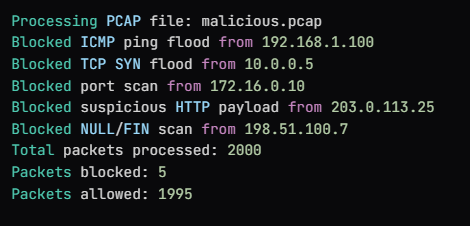 Processing PCAP file: malicious.pcap
Blocked ICMP ping flood from 192.168.1.100
Blocked TCP SYN flood from 10.0.0.5
Blocked port scan from 172.16.0.10
Blocked suspicious HTTP payload from 203.0.113.25
Blocked NULL/FIN scan from 198.51.100.7
Total packets processed: 2000
Packets blocked: 5
Packets allowed: 1995